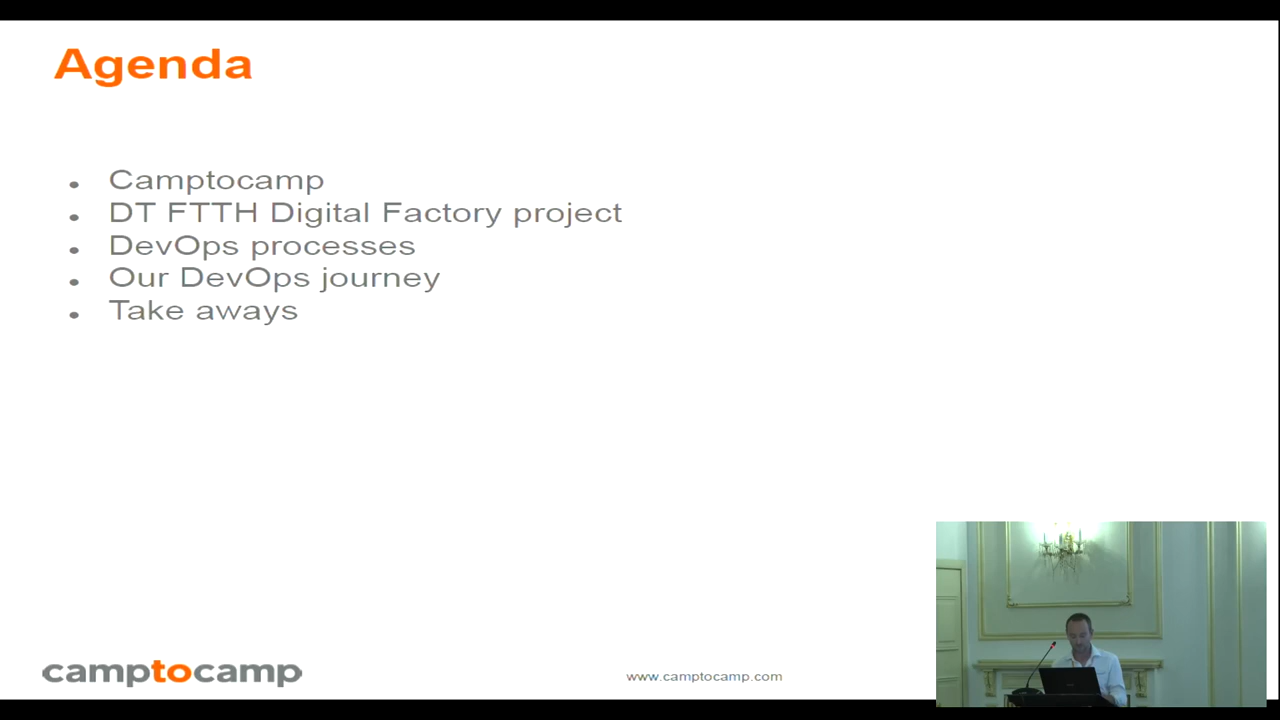 Agenda
• Camptocamp
• DT FTTH Digital Factory project
• DevOps processes
• Our DevOps journey
• Take aways
camptocamp
www.camptocamp.com